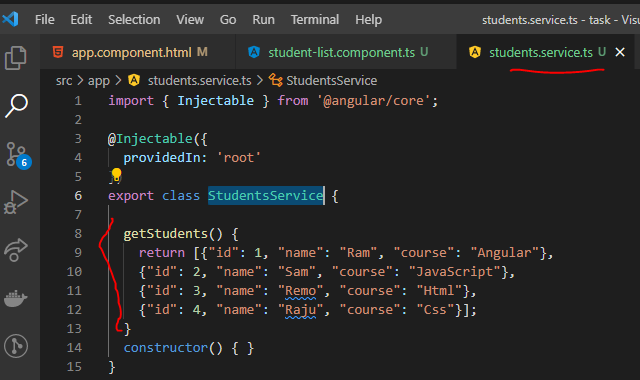 File Edit Selection View Go Run Terminal Help students.service.ts - task - Visu
app.component.html M student-list.component.ts U students.service.ts U
src > app > students.service.ts > StudentsService
1 import { Injectable } from '@angular/core';
2
3 @Injectable({
4 providedIn: 'root'
5 })
6 export class StudentsService {
7
8 getStudents() {
9 return [{"id": 1, "name": "Ram", "course": "Angular"},
10 {"id": 2, "name": "Sam", "course": "JavaScript"},
11 {"id": 3, "name": "Remo", "course": "Html"},
12 {"id": 4, "name": "Raju", "course": "Css"}];
13 }
14 constructor() { }
15 }
6